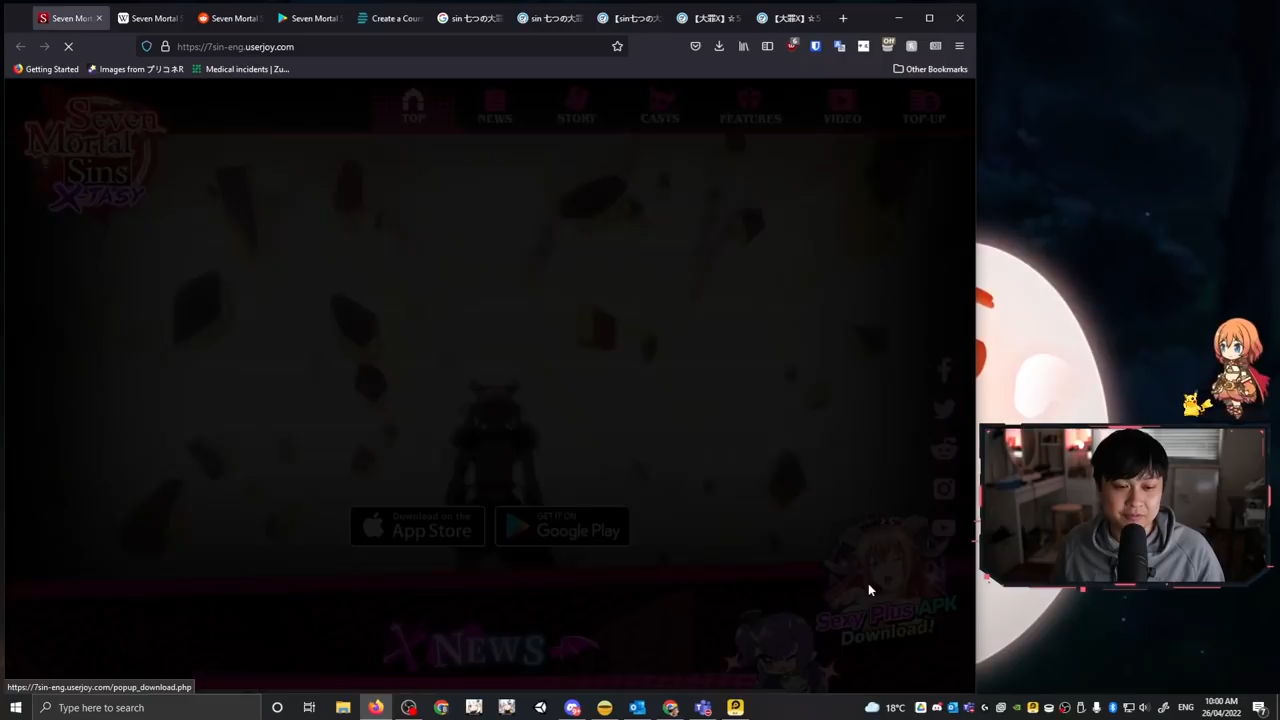 Seven Mort
Seven Mortal S
Seven Mortal S
Seven Mortal
Create a Coun
sin 七つの大罪
sin 七つの大罪
【sin七つの大
【大罪X】☆5
【大罪X】☆5
https://7sin-eng.userjoy.com
6
Off
Getting Started
Images from プリコネR
Medical incidents | Zu...
Other Bookmarks
Seven
Mortal
Sins
X-TASY
TOP
NEWS
STORY
CASTS
FEATURES
VIDEO
TOP-UP
Download on the
App Store
GET IT ON
Google Play
Sexy Plus APK
Download!
NEWS
https://7sin-eng.userjoy.com/popup_download.php
Type here to search
18°C
ENG
10:00 AM
26/04/2022